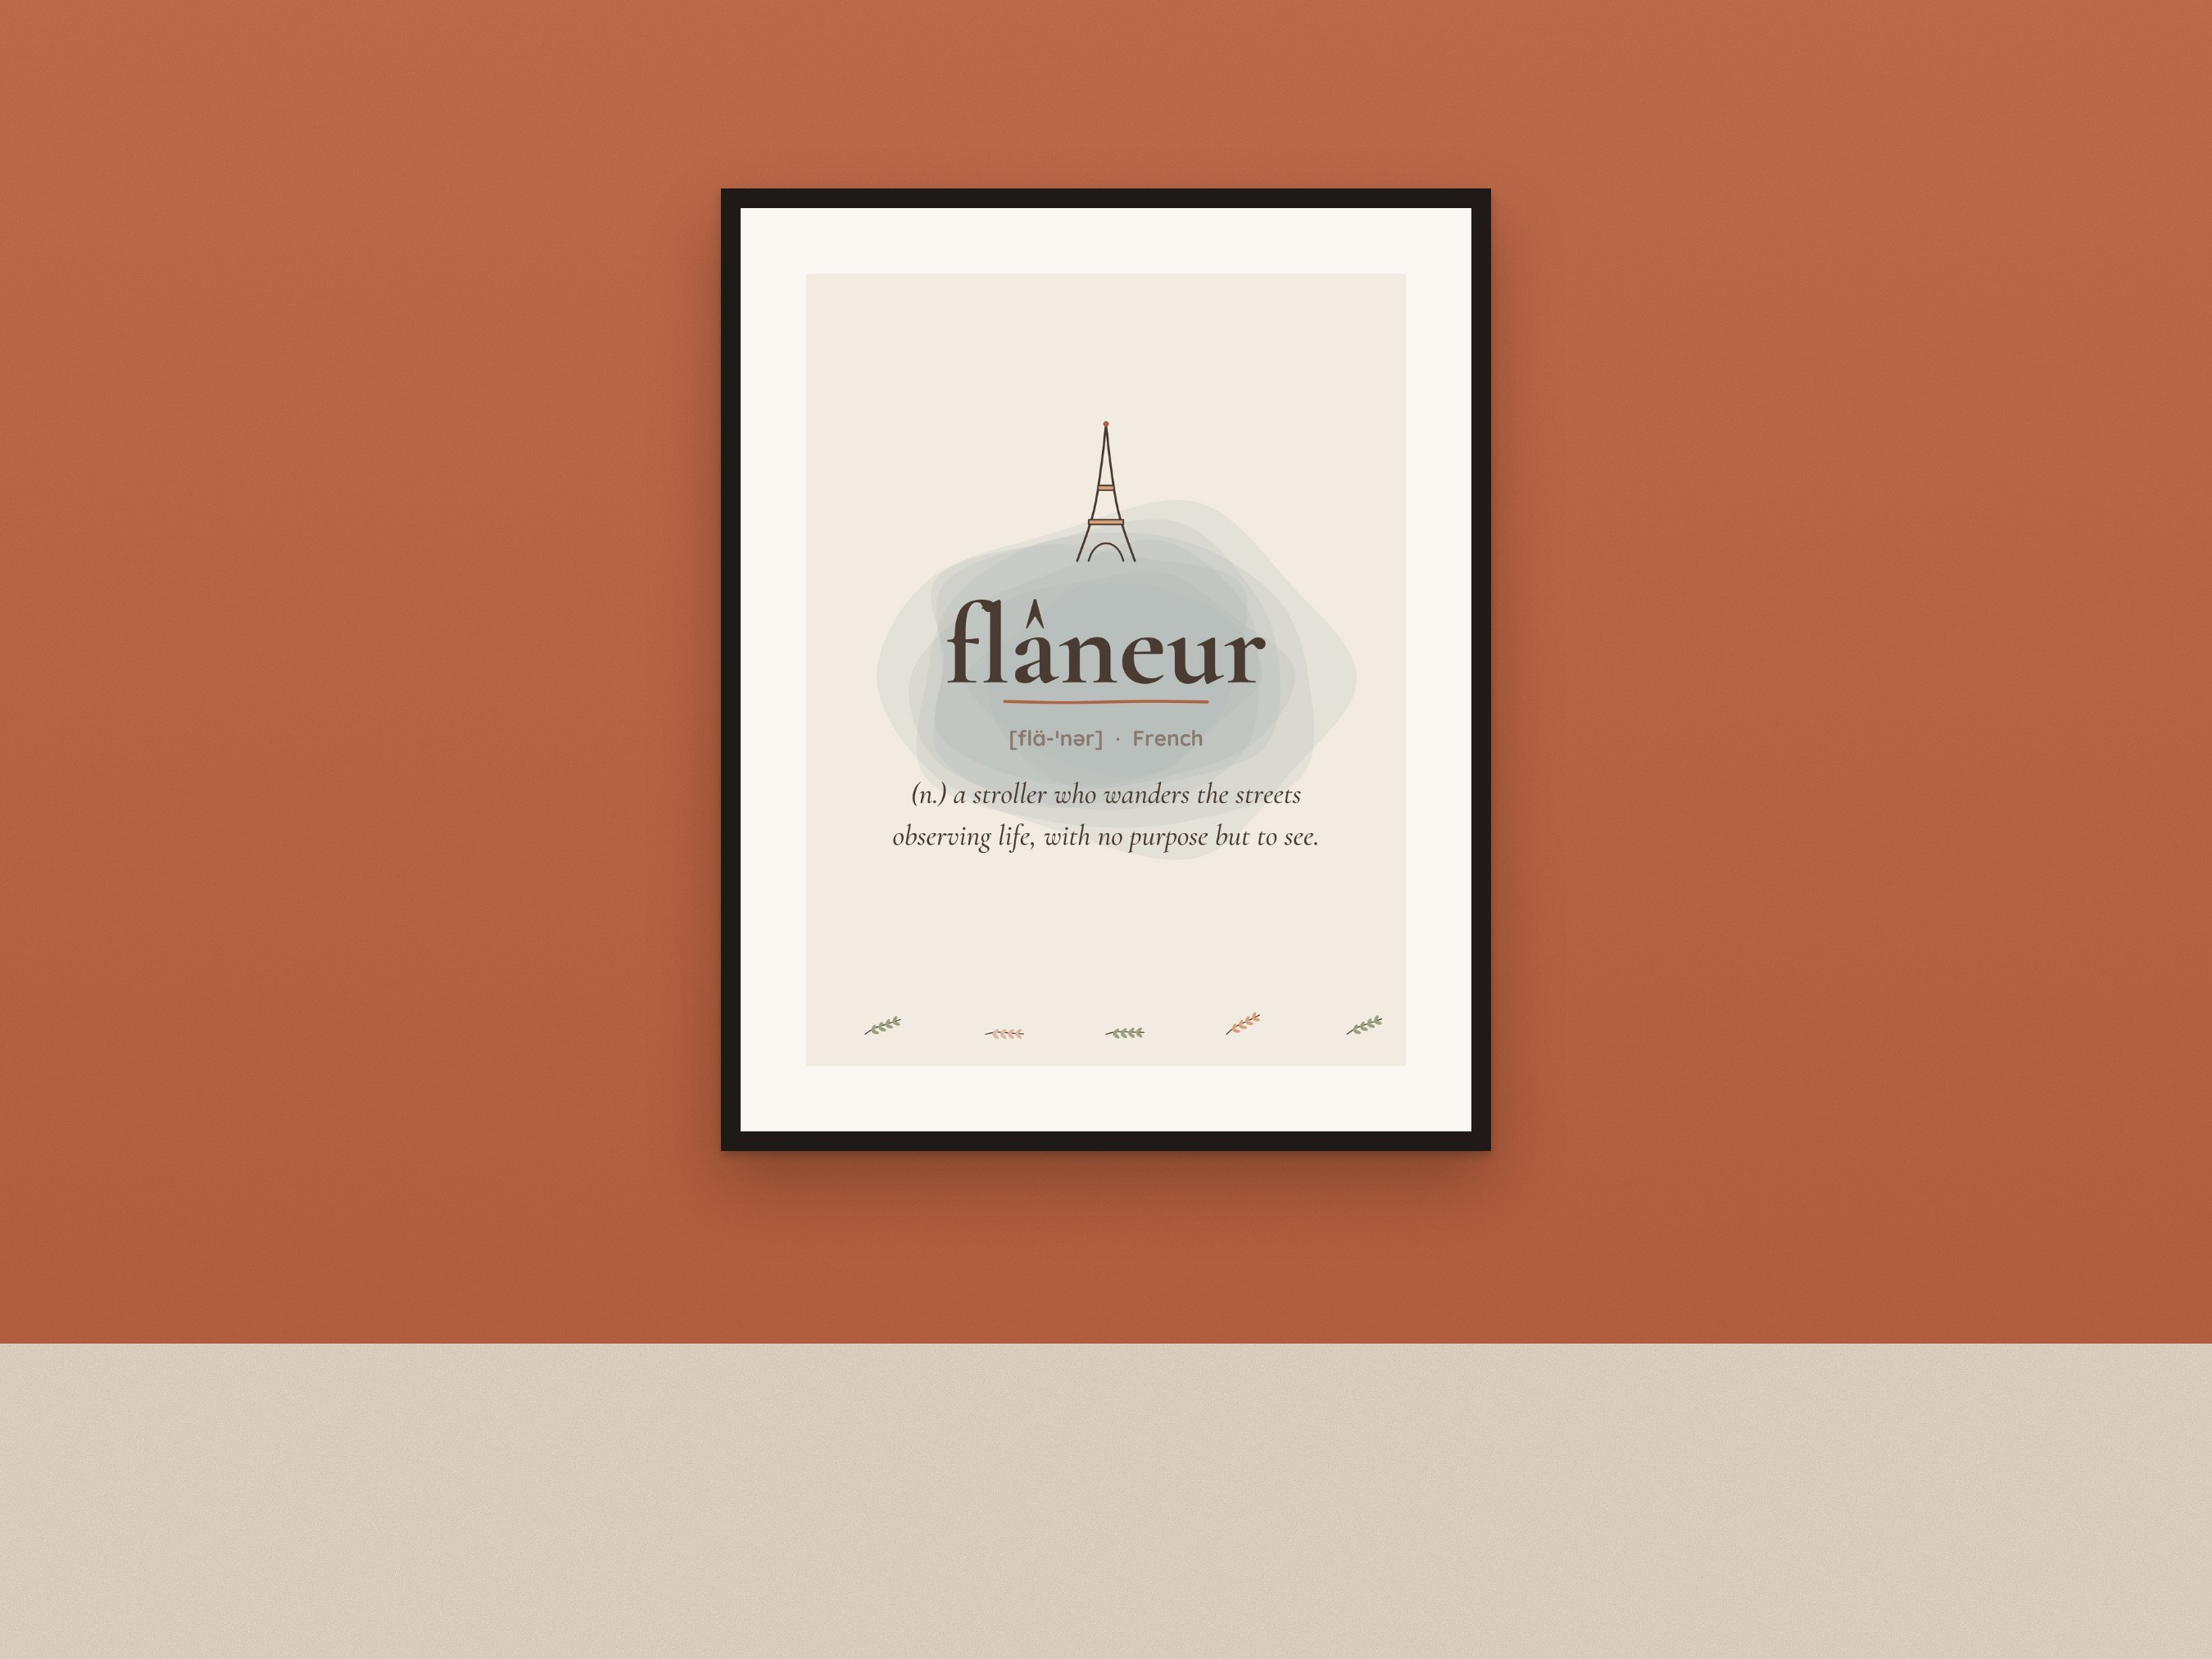 flâneur
[flä-ˈnər] · French
(n.) a stroller who wanders the streets
observing life, with no purpose but to see.